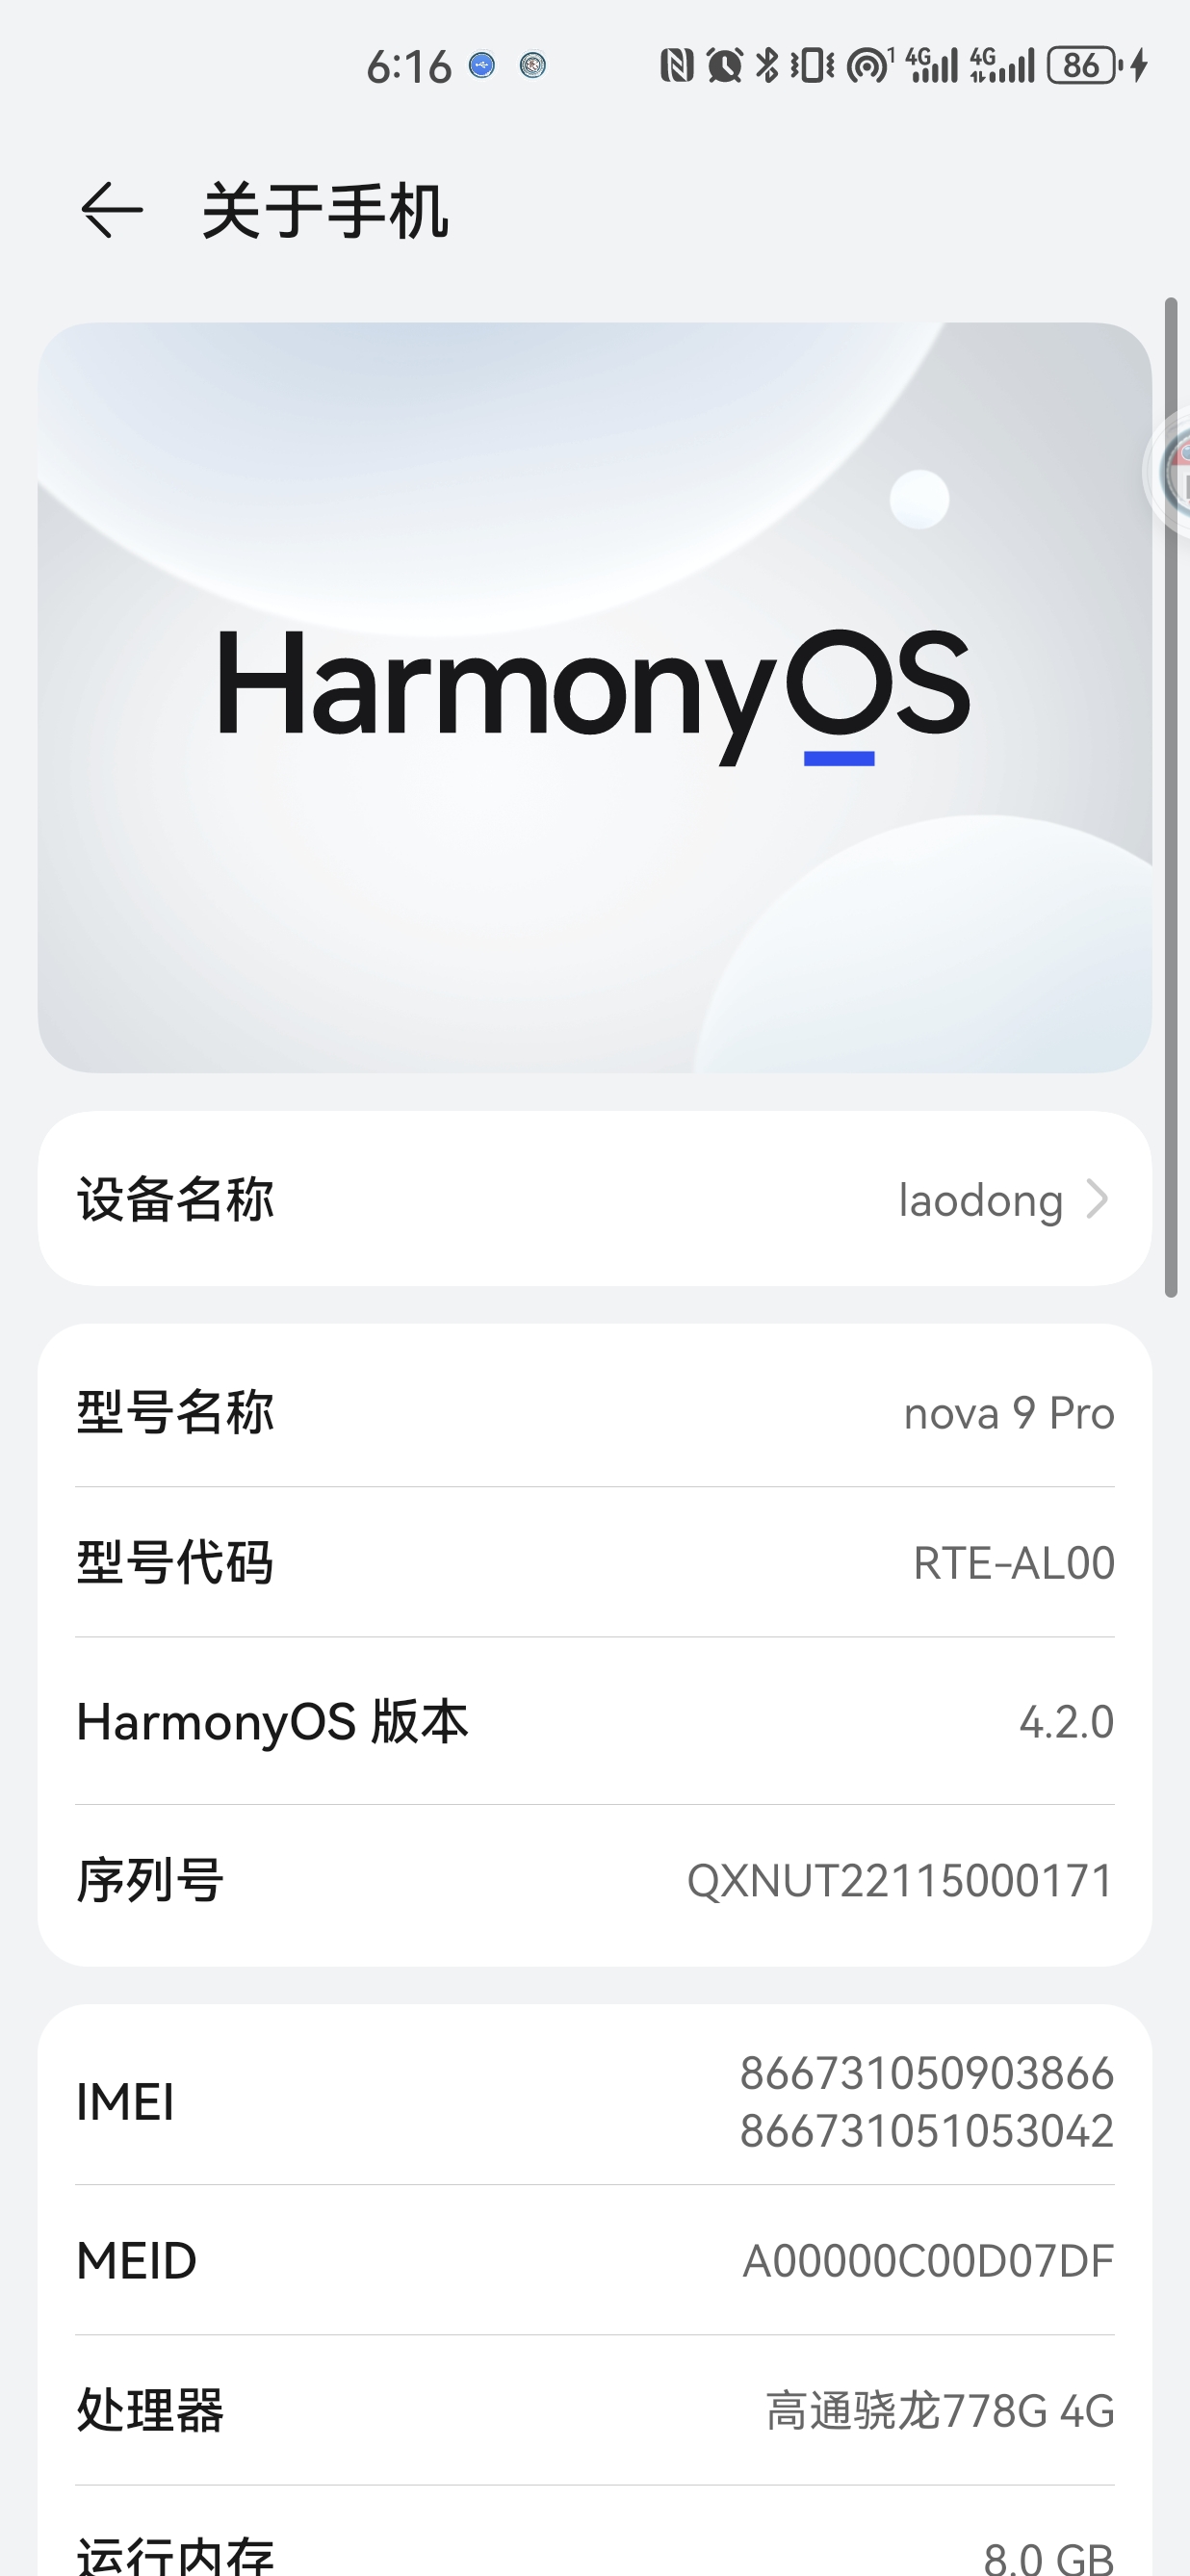 6:16
1 4G 4G 86
关于手机
HarmonyOS
设备名称 laodong
型号名称 nova 9 Pro
型号代码 RTE-AL00
HarmonyOS 版本 4.2.0
序列号 QXNUT22115000171
IMEI 866731050903866
866731051053042
MEID A00000C00D07DF
处理器 高通骁龙778G 4G
运行内存 8.0 GB